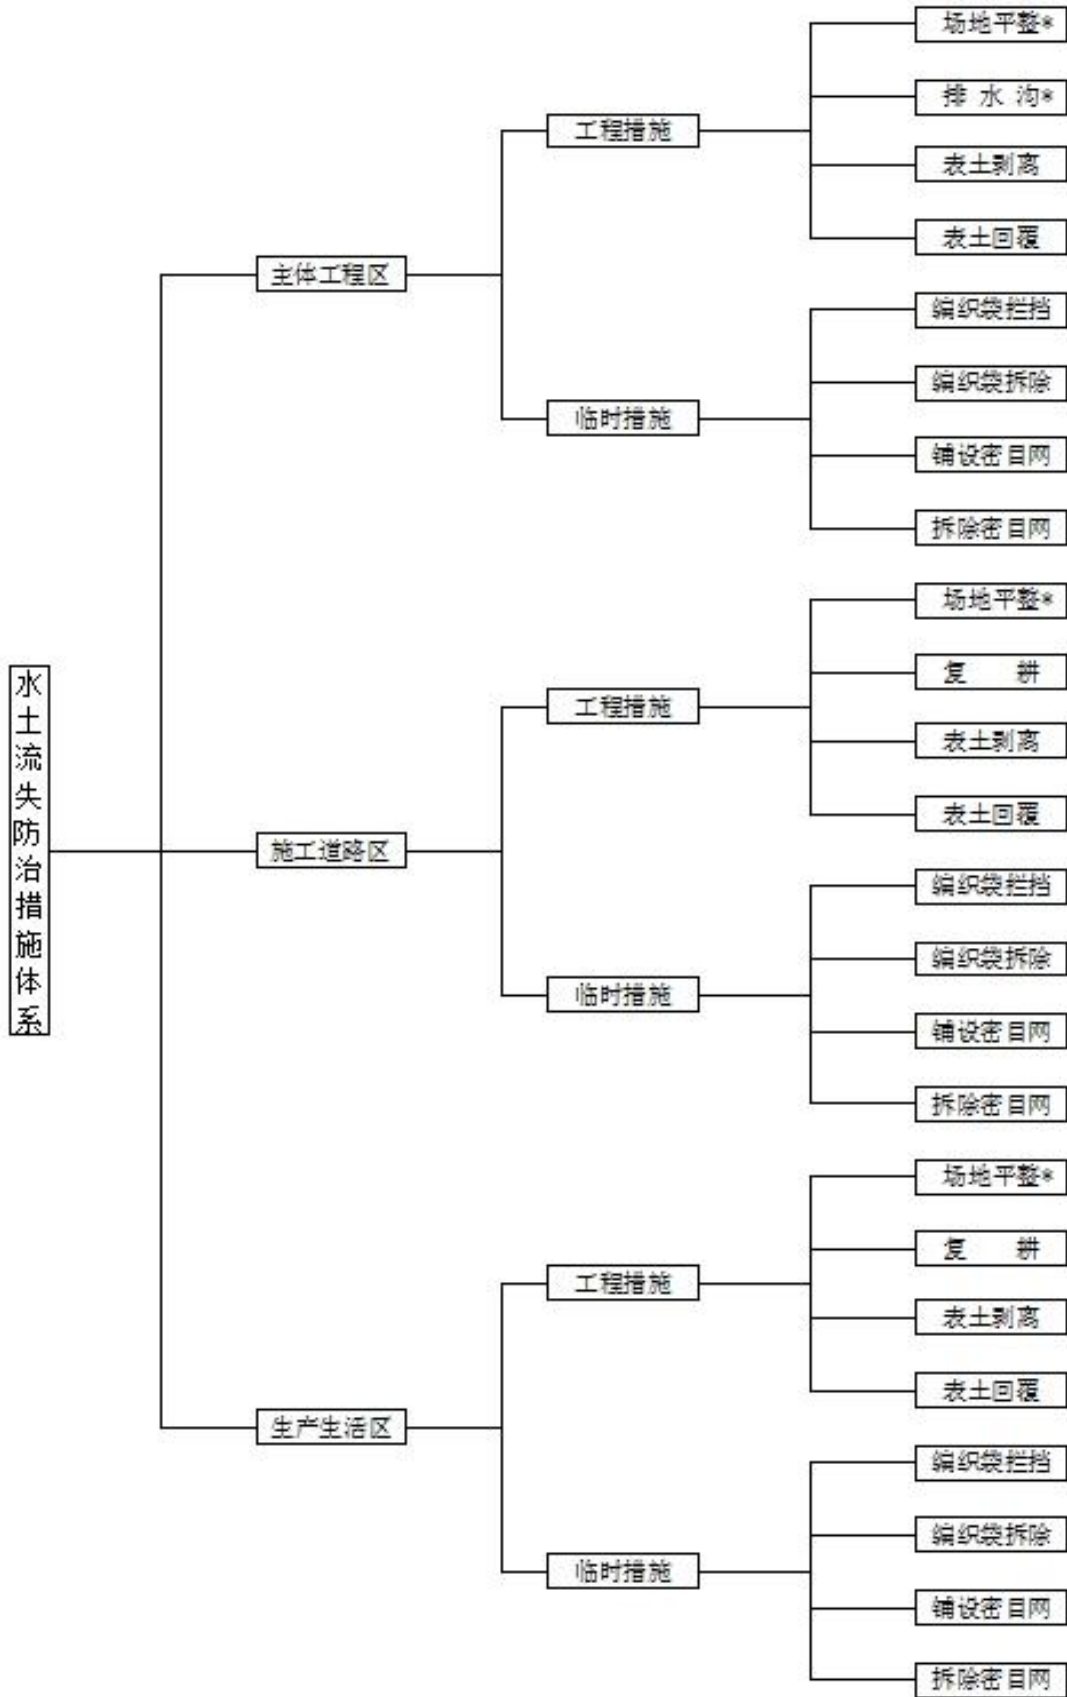 水土流失防治措施体系
主体工程区
工程措施
场地平整*
排水沟*
表土剥离
表土回覆
临时措施
编织袋拦挡
编织袋拆除
铺设密目网
拆除密目网
施工道路区
工程措施
场地平整*
复 耕
表土剥离
表土回覆
临时措施
编织袋拦挡
编织袋拆除
铺设密目网
拆除密目网
生产生活区
工程措施
场地平整*
复 耕
表土剥离
表土回覆
临时措施
编织袋拦挡
编织袋拆除
铺设密目网
拆除密目网